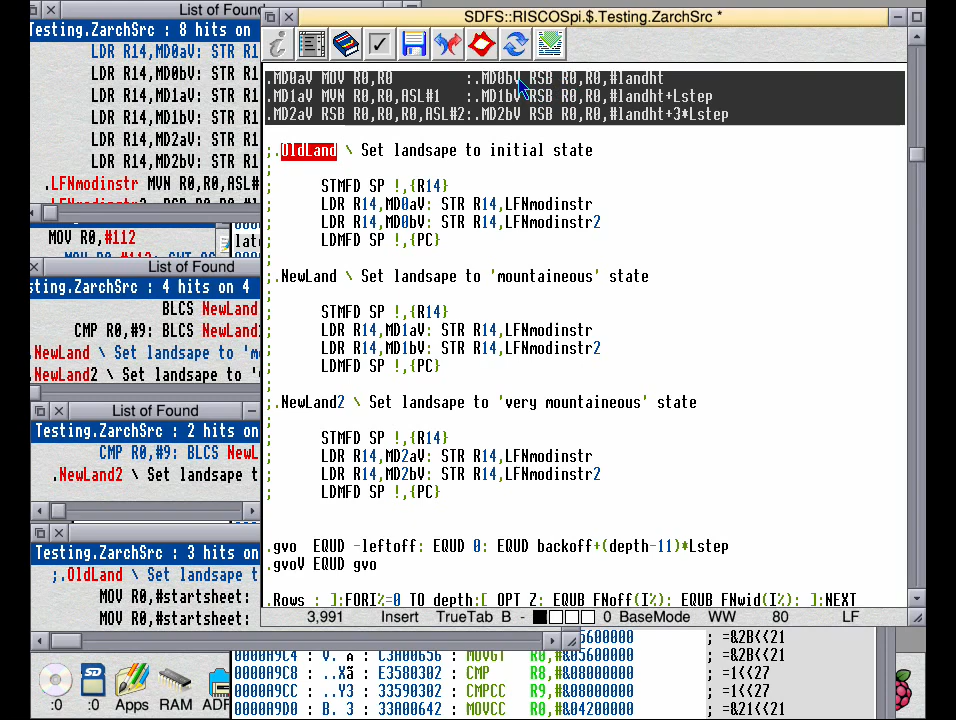 List of Found
Testing.ZarchSrc : 8 hits on
LDR R14,MD0aV: STR R1
LDR R14,MD0bV: STR R1
LDR R14,MD1aV: STR R1
LDR R14,MD1bV: STR R1
LDR R14,MD2aV: STR R1
LDR R14,MD2bV: STR R1
.LFNmodinstr MVN R0,R0,ASL#
MOV R0,#112
List of Found
sting.ZarchSrc : 4 hits on 4
BLCS NewLand
CMP R0,#9: BLCS NewLand
.NewLand \ Set landsape to 'm
.NewLand2 \ Set landsape to '
List of Found
Testing.ZarchSrc : 2 hits on
CMP R0,#9: BLCS NewL
.NewLand2 \ Set landsape t
Testing.ZarchSrc : 3 hits on
;.OldLand \ Set landsape t
MOV R0,#startsheet:
MOV R0,#startsheet:
SDFS::RISCOSpi.$.Testing.ZarchSrc *
.MD0aV MOV R0,R0 :.MD0bV RSB R0,R0,#landht
.MD1aV MVN R0,R0,ASL#1 :.MD1bV RSB R0,R0,#landht+Lstep
.MD2aV RSB R0,R0,R0,ASL#2:.MD2bV RSB R0,R0,#landht+3*Lstep
;.OldLand \ Set landsape to initial state
;
; STMFD SP !,{R14}
; LDR R14,MD0aV: STR R14,LFNmodinstr
; LDR R14,MD0bV: STR R14,LFNmodinstr2
; LDMFD SP !,{PC}
;
;.NewLand \ Set landsape to 'mountaineous' state
;
; STMFD SP !,{R14}
; LDR R14,MD1aV: STR R14,LFNmodinstr
; LDR R14,MD1bV: STR R14,LFNmodinstr2
; LDMFD SP !,{PC}
;
;.NewLand2 \ Set landsape to 'very mountaineous' state
;
; STMFD SP !,{R14}
; LDR R14,MD2aV: STR R14,LFNmodinstr
; LDR R14,MD2bV: STR R14,LFNmodinstr2
; LDMFD SP !,{PC}
.gvo EQUD -leftoff: EQUD 0: EQUD backoff+(depth-11)*Lstep
.gvoV EQUD gvo
.Rows : ]:FORI%=0 TO depth:[ OPT Z: EQUB FNoff(I%): EQUB FNwid(I%): ]:NEXT
3,991 Insert TrueTab B - 0 BaseMode WW 80 LF
05600000 ; =&2B<<21
0000A9C4 : V. : C3A00656 : MOVGT R0,#&05600000 ; =&2B<<21
0000A9C8 : ..Xã : E3580302 : CMP R8,#&08000000 ; =1<<27
0000A9CC : ..Y3 : 33590302 : CMPCC R9,#&08000000 ; =1<<27
0000A9D0 : B. 3 : 33A00642 : MOVCC R0,#&04200000 ; =&21<<21
:0 :0 Apps RAM ADF